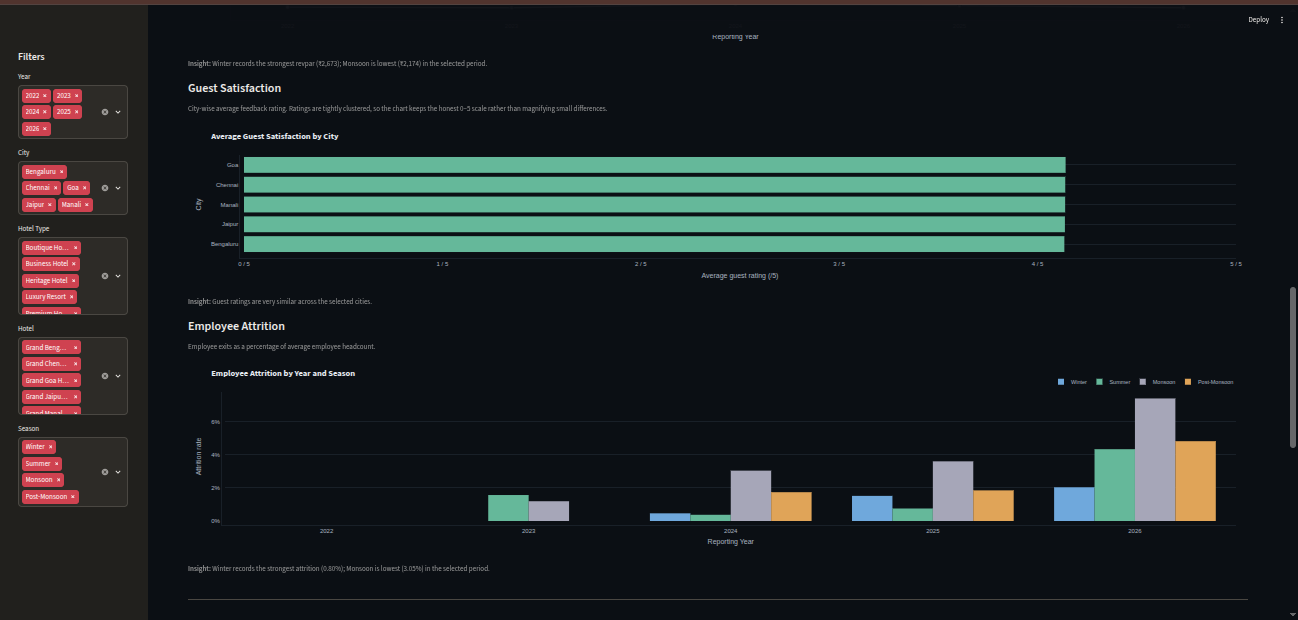 Deploy
Filters
Year
2022 × 2023 ×
2024 × 2025 ×
2026 ×
City
Bengaluru ×
Chennai × Goa ×
Jaipur × Manali ×
Hotel Type
Boutique Ho... ×
Business Hotel ×
Heritage Hotel ×
Luxury Resort ×
Premium Ho... ×
Hotel
Grand Beng... ×
Grand Chen... ×
Grand Goa H... ×
Grand Jaipu... ×
Grand Manal... ×
Season
Winter ×
Summer ×
Monsoon ×
Post-Monsoon ×
Reporting Year
Insight: Winter records the strongest revpar (₹2,673); Monsoon is lowest (₹2,174) in the selected period.
Guest Satisfaction
City-wise average feedback rating. Ratings are tightly clustered, so the chart keeps the honest 0–5 scale rather than magnifying small differences.
Average Guest Satisfaction by City
City
Goa
Chennai
Manali
Jaipur
Bengaluru
0 / 5 1 / 5 2 / 5 3 / 5 4 / 5 5 / 5
Average guest rating (/5)
Insight: Guest ratings are very similar across the selected cities.
Employee Attrition
Employee exits as a percentage of average employee headcount.
Employee Attrition by Year and Season
Winter Summer Monsoon Post-Monsoon
Attrition rate
6%
4%
2%
0%
2022 2023 2024 2025 2026
Reporting Year
Insight: Winter records the strongest attrition (0.80%); Monsoon is lowest (3.05%) in the selected period.